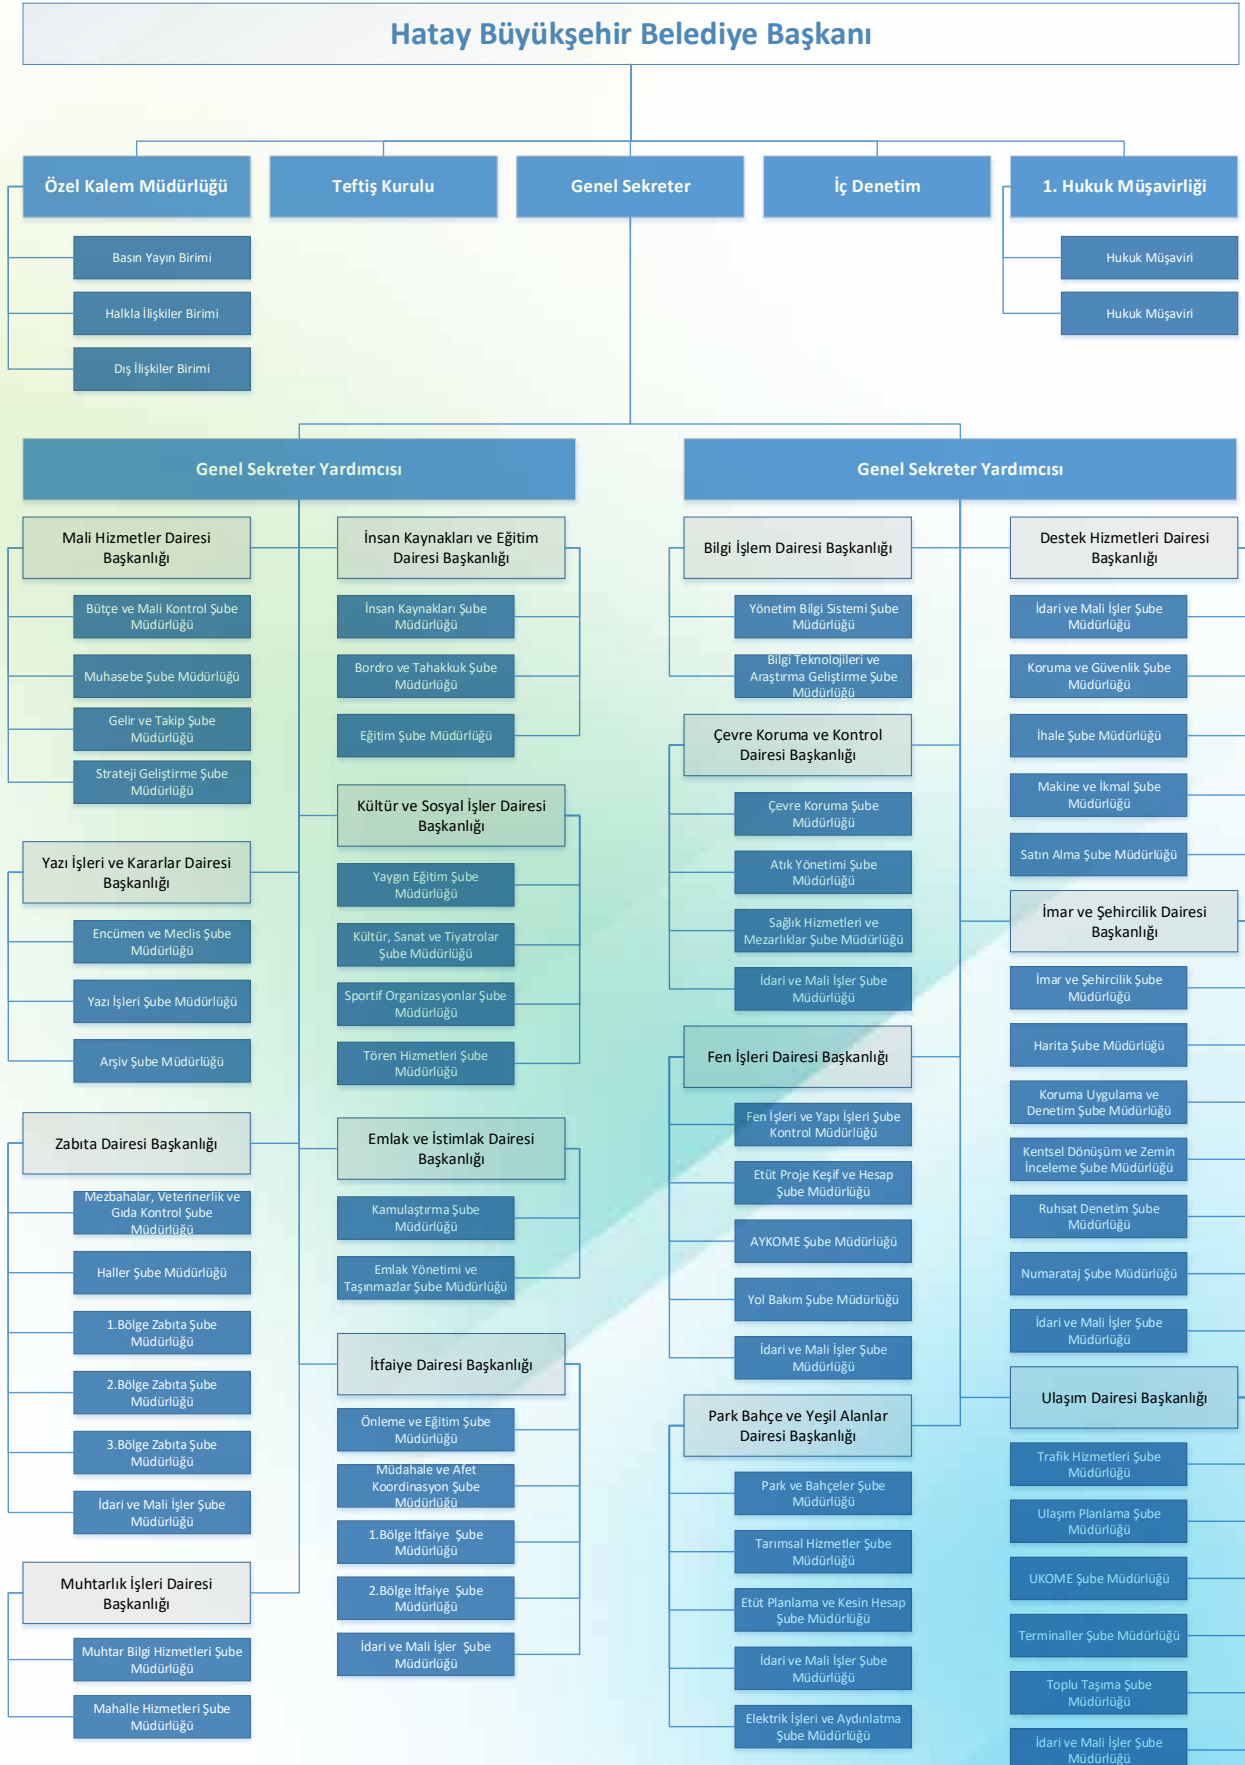 Hatay Büyükşehir Belediye Başkanı
Özel Kalem Müdürlüğü
Teftiş Kurulu
Genel Sekreter
İç Denetim
1. Hukuk Müşavirliği
Basın Yayın Birimi
Halkla İlişkiler Birimi
Dış İlişkiler Birimi
Hukuk Müşaviri
Hukuk Müşaviri
Genel Sekreter Yardımcısı
Mali Hizmetler Dairesi
Başkanlığı
Bütçe ve Mali Kontrol Şube
Müdürlüğü
Muhasebe Şube Müdürlüğü
Gelir ve Takip Şube
Müdürlüğü
Strateji Geliştirme Şube
Müdürlüğü
Yazı İşleri ve Kararlar Dairesi
Başkanlığı
Encümen ve Meclis Şube
Müdürlüğü
Yazı İşleri Şube Müdürlüğü
Arşiv Şube Müdürlüğü
Zabıta Dairesi Başkanlığı
Mezbahalar, Veterinerlik ve
Gıda Kontrol Şube
Müdürlüğü
Haller Şube Müdürlüğü
1.Bölge Zabıta Şube
Müdürlüğü
2.Bölge Zabıta Şube
Müdürlüğü
3.Bölge Zabıta Şube
Müdürlüğü
İdari ve Mali İşler Şube
Müdürlüğü
Muhtarlık İşleri Dairesi
Başkanlığı
Muhtar Bilgi Hizmetleri Şube
Müdürlüğü
Mahalle Hizmetleri Şube
Müdürlüğü
İnsan Kaynakları ve Eğitim
Dairesi Başkanlığı
İnsan Kaynakları Şube
Müdürlüğü
Bordro ve Tahakkuk Şube
Müdürlüğü
Eğitim Şube Müdürlüğü
Kültür ve Sosyal İşler Dairesi
Başkanlığı
Yaygın Eğitim Şube
Müdürlüğü
Kültür, Sanat ve Tiyatrolar
Şube Müdürlüğü
Sportif Organizasyonlar Şube
Müdürlüğü
Tören Hizmetleri Şube
Müdürlüğü
Emlak ve İstimlak Dairesi
Başkanlığı
Kamulaştırma Şube
Müdürlüğü
Emlak Yönetimi ve
Taşınmazlar Şube Müdürlüğü
İtfaiye Dairesi Başkanlığı
Önleme ve Eğitim Şube
Müdürlüğü
Müdahale ve Afet
Koordinasyon Şube
Müdürlüğü
1.Bölge İtfaiye Şube
Müdürlüğü
2.Bölge İtfaiye Şube
Müdürlüğü
İdari ve Mali İşler Şube
Müdürlüğü
Genel Sekreter Yardımcısı
Bilgi İşlem Dairesi Başkanlığı
Yönetim Bilgi Sistemi Şube
Müdürlüğü
Bilgi Teknolojileri ve
Araştırma Geliştirme Şube
Müdürlüğü
Çevre Koruma ve Kontrol
Dairesi Başkanlığı
Çevre Koruma Şube
Müdürlüğü
Atık Yönetimi Şube
Müdürlüğü
Sağlık Hizmetleri ve
Mezarlıklar Şube Müdürlüğü
İdari ve Mali İşler Şube
Müdürlüğü
Fen İşleri Dairesi Başkanlığı
Fen İşleri ve Yapı İşleri Şube
Kontrol Müdürlüğü
Etüt Proje Keşif ve Hesap
Şube Müdürlüğü
AYKOME Şube Müdürlüğü
Yol Bakım Şube Müdürlüğü
İdari ve Mali İşler Şube
Müdürlüğü
Park Bahçe ve Yeşil Alanlar
Dairesi Başkanlığı
Park ve Bahçeler Şube
Müdürlüğü
Tarımsal Hizmetler Şube
Müdürlüğü
Etüt Planlama ve Kesin Hesap
Şube Müdürlüğü
İdari ve Mali İşler Şube
Müdürlüğü
Elektrik İşleri ve Aydınlatma
Şube Müdürlüğü
Destek Hizmetleri Dairesi
Başkanlığı
İdari ve Mali İşler Şube
Müdürlüğü
Koruma ve Güvenlik Şube
Müdürlüğü
İhale Şube Müdürlüğü
Makine ve İkmal Şube
Müdürlüğü
Satın Alma Şube Müdürlüğü
İmar ve Şehircilik Dairesi
Başkanlığı
İmar ve Şehircilik Şube
Müdürlüğü
Harita Şube Müdürlüğü
Koruma Uygulama ve
Denetim Şube Müdürlüğü
Kentsel Dönüşüm ve Zemin
İnceleme Şube Müdürlüğü
Ruhsat Denetim Şube
Müdürlüğü
Numarataj Şube Müdürlüğü
İdari ve Mali İşler Şube
Müdürlüğü
Ulaşım Dairesi Başkanlığı
Trafik Hizmetleri Şube
Müdürlüğü
Ulaşım Planlama Şube
Müdürlüğü
UKOME Şube Müdürlüğü
Terminaller Şube Müdürlüğü
Toplu Taşıma Şube
Müdürlüğü
İdari ve Mali İşler Şube
Müdürlüğü